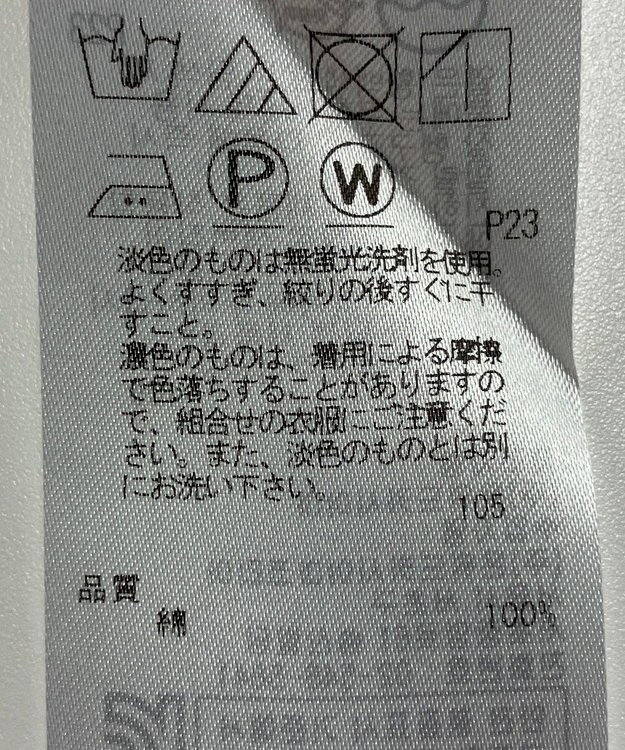 P
W
P23
淡色のものは無蛍光洗剤を使用。
よくすすぎ、絞りの後すぐに干
すこと。
濃色のものは、着用による摩擦
で色落ちすることがありますの
で、組合せの衣服にご注意くだ
さい。また、淡色のものとは別
にお洗い下さい。
105
品質
綿 100%